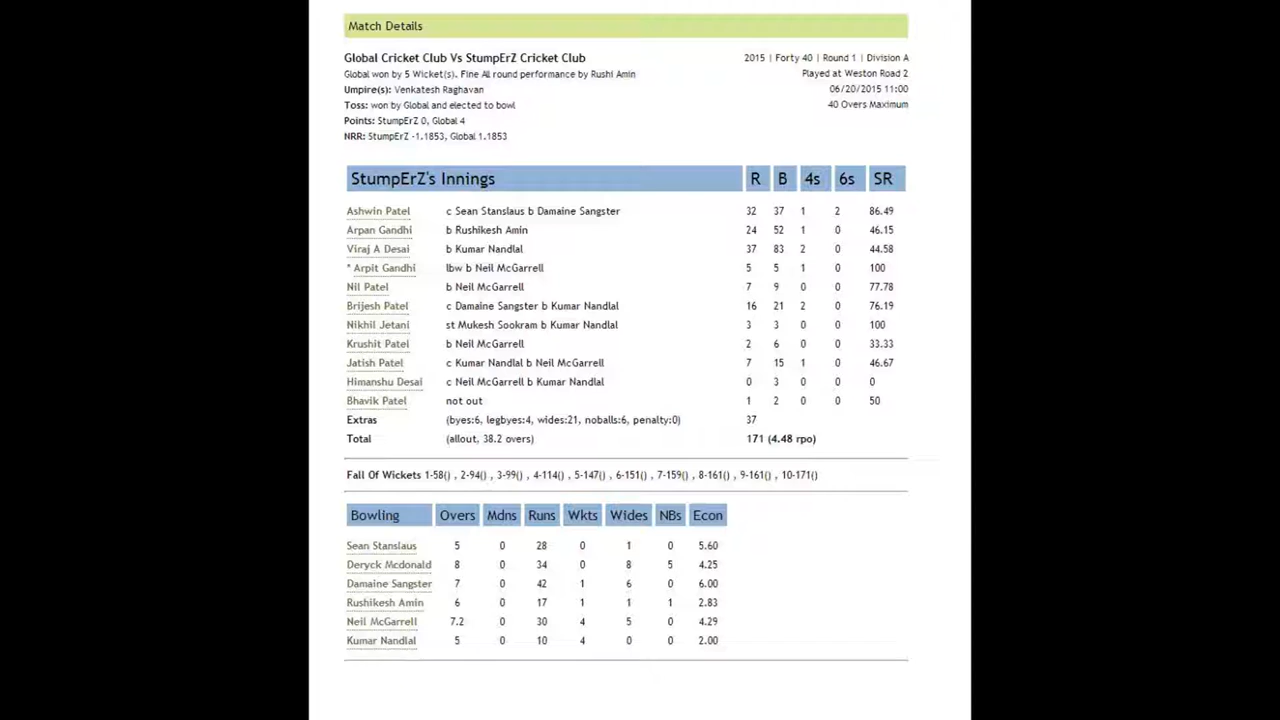 Match Details
Global Cricket Club Vs StumpErZ Cricket Club 2015 | Forty 40 | Round 1 | Division A
Global won by 5 Wicket(s). Fine All round performance by Rushi Amin Played at Weston Road 2
Umpire(s): Venkatesh Raghavan 06/20/2015 11:00
Toss: won by Global and elected to bowl 40 Overs Maximum
Points: StumpErZ 0, Global 4
NRR: StumpErZ -1.1853, Global 1.1853
StumpErZ's Innings R B 4s 6s SR
Ashwin Patel c Sean Stanslaus b Damaine Sangster 32 37 1 2 86.49
Arpan Gandhi b Rushikesh Amin 24 52 1 0 46.15
Viraj A Desai b Kumar Nandlal 37 83 2 0 44.58
* Arpit Gandhi lbw b Neil McGarrell 5 5 1 0 100
Nil Patel b Neil McGarrell 7 9 0 0 77.78
Brijesh Patel c Damaine Sangster b Kumar Nandlal 16 21 2 0 76.19
Nikhil Jetani st Mukesh Sookram b Kumar Nandlal 3 3 0 0 100
Krushit Patel b Neil McGarrell 2 6 0 0 33.33
Jatish Patel c Kumar Nandlal b Neil McGarrell 7 15 1 0 46.67
Himanshu Desai c Neil McGarrell b Kumar Nandlal 0 3 0 0 0
Bhavik Patel not out 1 2 0 0 50
Extras (byes:6, legbyes:4, wides:21, noballs:6, penalty:0) 37
Total (allout, 38.2 overs) 171 (4.48 rpo)
Fall Of Wickets 1-58() , 2-94() , 3-99() , 4-114() , 5-147() , 6-151() , 7-159() , 8-161() , 9-161() , 10-171()
Bowling Overs Mdns Runs Wkts Wides NBs Econ
Sean Stanslaus 5 0 28 0 1 0 5.60
Deryck Mcdonald 8 0 34 0 8 5 4.25
Damaine Sangster 7 0 42 1 6 0 6.00
Rushikesh Amin 6 0 17 1 1 1 2.83
Neil McGarrell 7.2 0 30 4 5 0 4.29
Kumar Nandlal 5 0 10 4 0 0 2.00